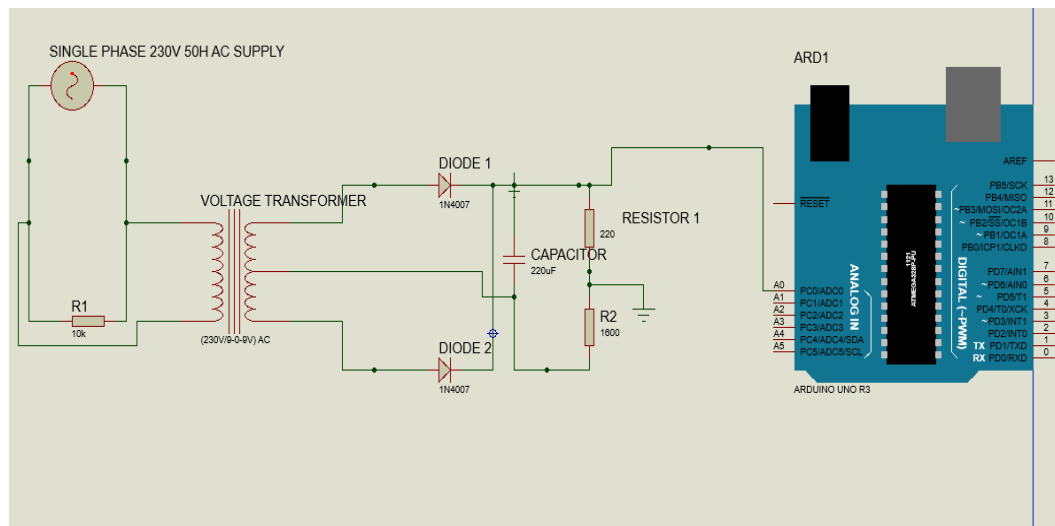 SINGLE PHASE 230V 50H AC SUPPLY
R1
10k
VOLTAGE TRANSFORMER
(230V/9-0-9V) AC
DIODE 1
1N4007
DIODE 2
1N4007
CAPACITOR
220uF
RESISTOR 1
220
R2
1600
ARD1
RESET
AREF
PB5/SCK 13
PB4/MISO 12
~PB3/MOSI/OC2A 11
~ PB2/SS/OC1B 10
~ PB1/OC1A 9
PB0/ICP1/CLKO 8
PD7/AIN1 7
~PD6/AIN0 6
~ PD5/T1 5
PD4/T0/XCK 4
~PD3/INT1 3
PD2/INT0 2
TX PD1/TXD 1
RX PD0/RXD 0
A0 PC0/ADC0
A1 PC1/ADC1
A2 PC2/ADC2
A3 PC3/ADC3
A4 PC4/ADC4/SDA
A5 PC5/ADC5/SCL
ANALOG IN
ATMEGA328P-PU
1121
DIGITAL (~PWM)
ARDUINO UNO R3